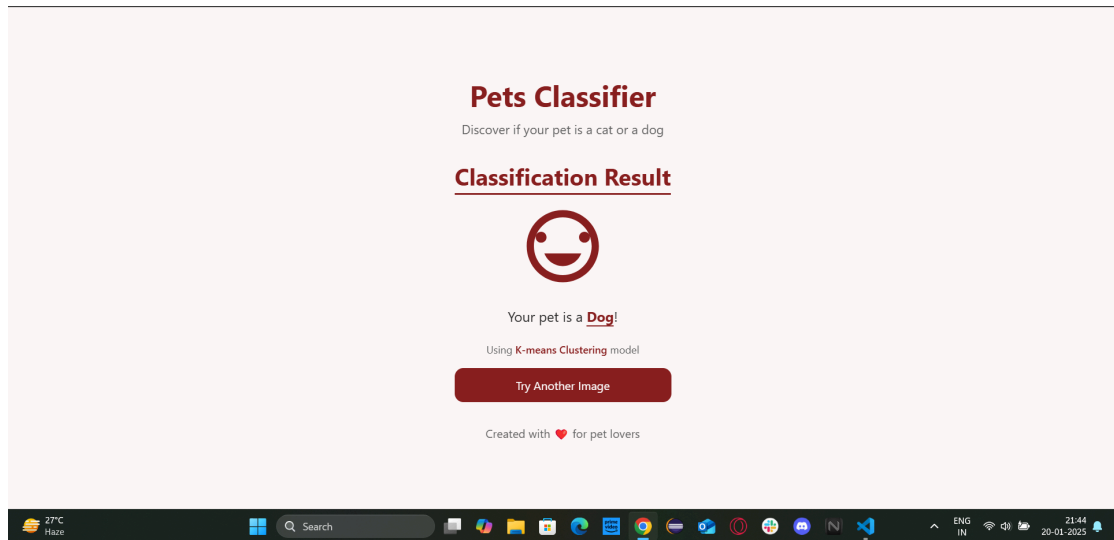 Pets Classifier
Discover if your pet is a cat or a dog
Classification Result
Your pet is a Dog!
Using K-means Clustering model
Try Another Image
Created with ❤️ for pet lovers
27°C
Haze
Search
prime video
ENG
IN
21:44
20-01-2025